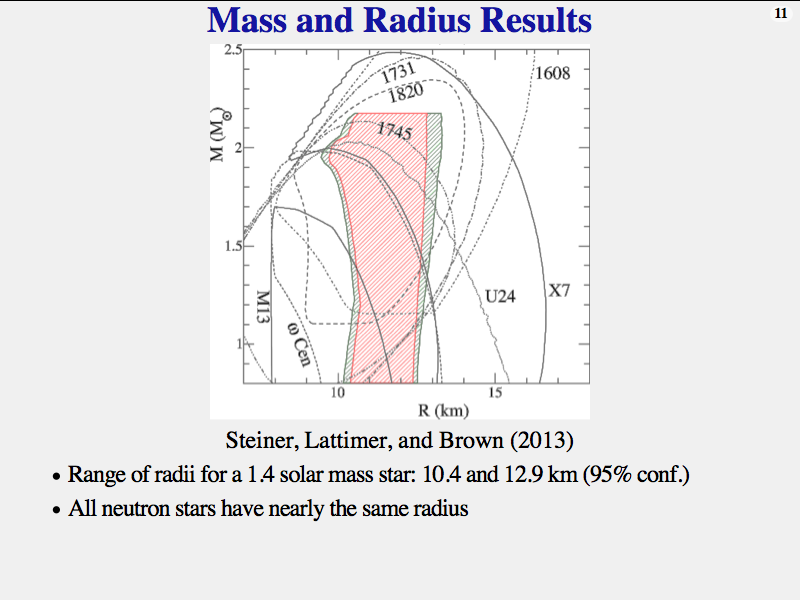 Mass and Radius Results
11
2.5
1731
1820
1608
M (M⊙)
1745
2
1.5
M13
ω Cen
U24
X7
1
10
15
R (km)
Steiner, Lattimer, and Brown (2013)
• Range of radii for a 1.4 solar mass star: 10.4 and 12.9 km (95% conf.)
• All neutron stars have nearly the same radius